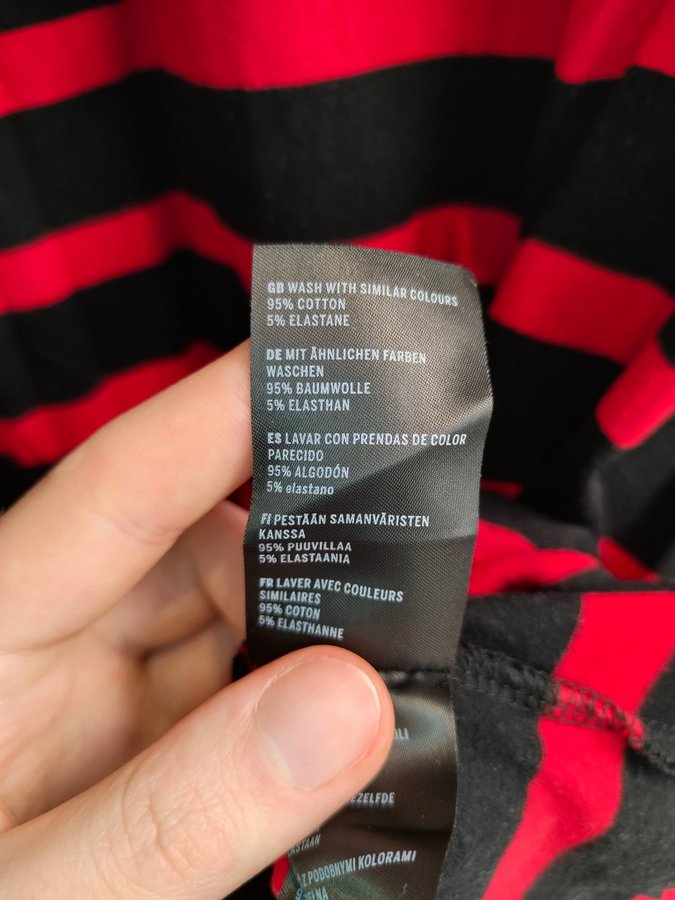 GB WASH WITH SIMILAR COLOURS
95% COTTON
5% ELASTANE
DE MIT ÄHNLICHEN FARBEN
WASCHEN
95% BAUMWOLLE
5% ELASTHAN
ES LAVAR CON PRENDAS DE COLOR
PARECIDO
95% ALGODÓN
5% elastano
FI PESTÄÄN SAMANVÄRISTEN
KANSSA
95% PUUVILLAA
5% ELASTAANIA
FR LAVER AVEC COULEURS
SIMILAIRES
95% COTON
5% ELASTHANNE
Z PODOBNYMI KOLORAMI